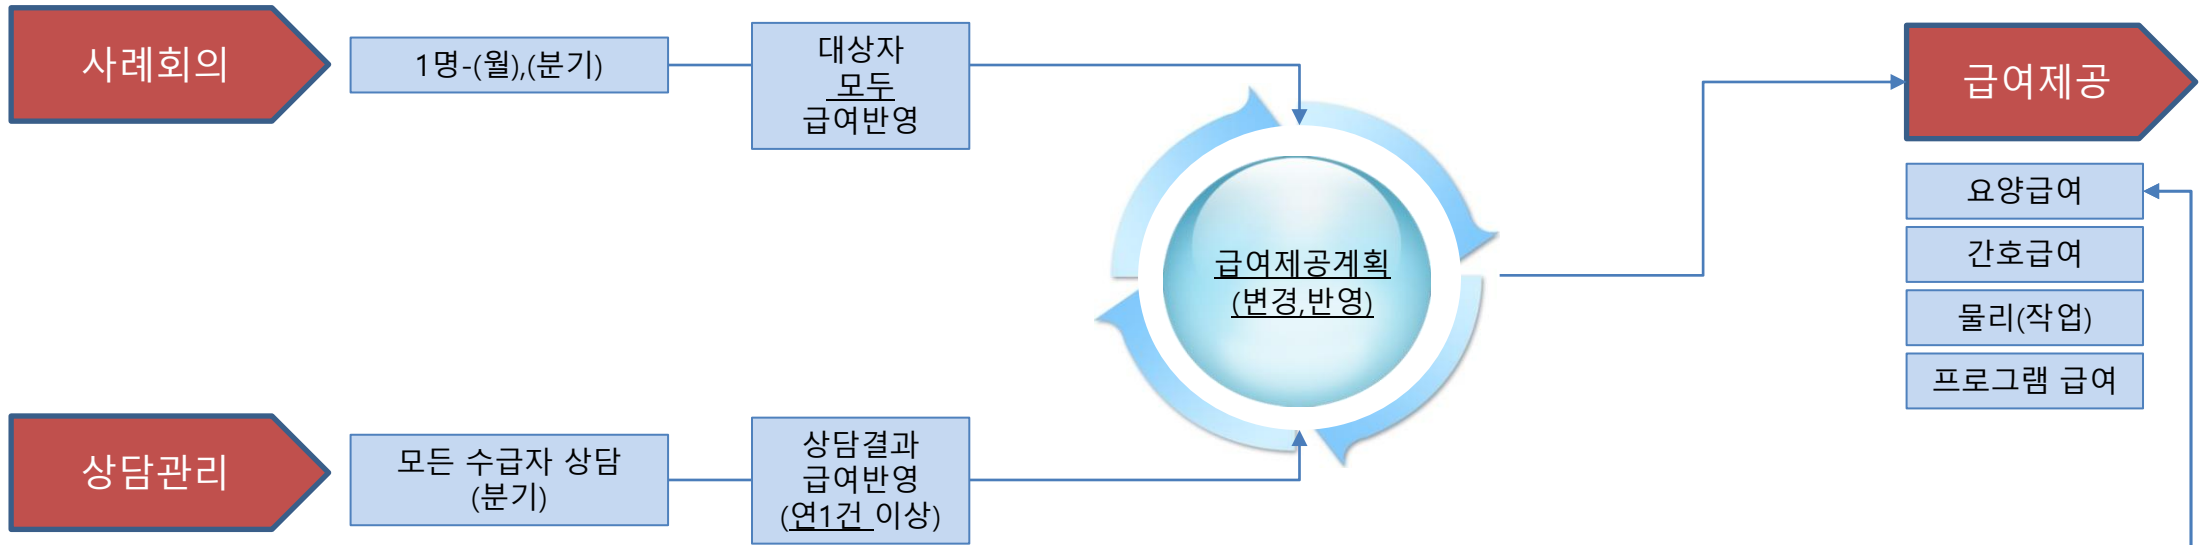 사례회의
1명-(월),(분기)
대상자
모두
급여반영
급여제공
요양급여
간호급여
물리(작업)
프로그램 급여
급여제공계획
(변경,반영)
상담관리
모든 수급자 상담
(분기)
상담결과
급여반영
(연1건 이상)